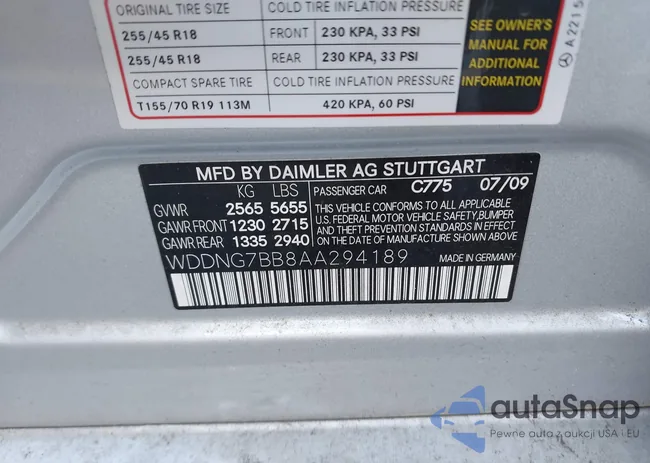 ORIGINAL TIRE SIZE COLD TIRE INFLATION PRESSURE
255/45 R18 FRONT 230 KPA, 33 PSI
255/45 R18 REAR 230 KPA, 33 PSI
COMPACT SPARE TIRE COLD TIRE INFLATION PRESSURE
T155/70 R19 113M 420 KPA, 60 PSI
SEE OWNER'S
MANUAL FOR
ADDITIONAL
INFORMATION
A 2215
MFD BY DAIMLER AG STUTTGART
KG LBS PASSENGER CAR C775 07/09
GVWR 2565 5655
GAWR FRONT 1230 2715
GAWR REAR 1335 2940
THIS VEHICLE CONFORMS TO ALL APPLICABLE
U.S. FEDERAL MOTOR VEHICLE SAFETY, BUMPER
AND THEFT PREVENTION STANDARDS IN EFFECT
ON THE DATE OF MANUFACTURE SHOWN ABOVE.
WDDNG7BB8AA294189 MADE IN GERMANY
autoSnap
Pewne auto z aukcji USA i EU